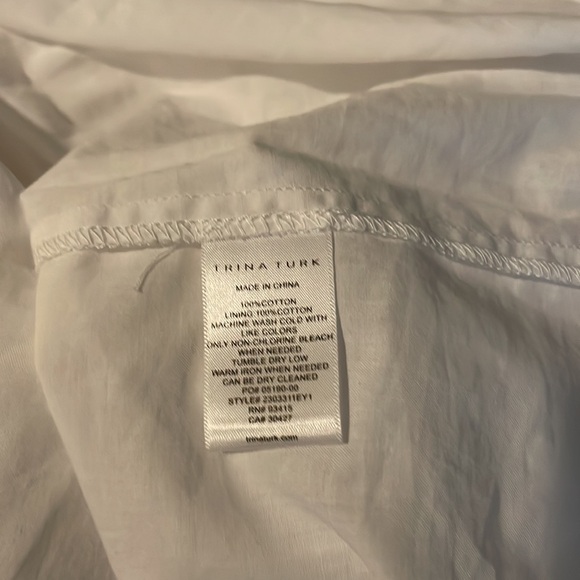 TRINA TURK
MADE IN CHINA
100%COTTON
LINING:100%COTTON
MACHINE WASH COLD WITH
LIKE COLORS
ONLY NON-CHLORINE BLEACH
WHEN NEEDED
TUMBLE DRY LOW
WARM IRON WHEN NEEDED
CAN BE DRY CLEANED
PO# 05190-00
STYLE# 2303311EY1
RN# 93415
CA# 30427
trinaturk.com